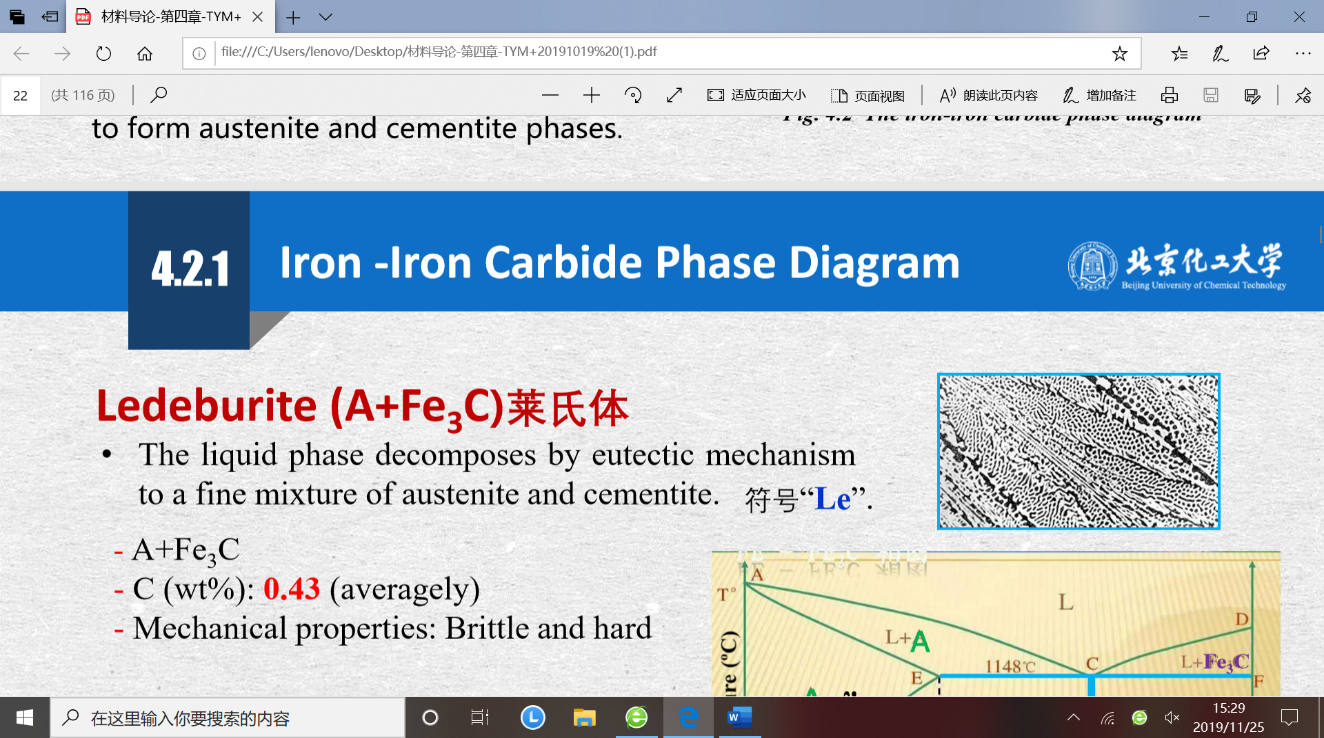 材料导论-第四章-TYM+
file:///C:/Users/lenovo/Desktop/材料导论-第四章-TYM+20191019%20(1).pdf
22 (共 116 页) 适应页面大小 页面视图 朗读此页内容 增加备注
to form austenite and cementite phases.
Fig. 4.2 The iron-iron carbide phase diagram
4.2.1 Iron -Iron Carbide Phase Diagram
北京化工大学
Beijing University of Chemical Technology
Ledeburite (A+Fe₃C)莱氏体
• The liquid phase decomposes by eutectic mechanism
to a fine mixture of austenite and cementite. 符号“Le”.
- A+Fe₃C
- C (wt%): 0.43 (averagely)
- Mechanical properties: Brittle and hard
A
T°
L
D
L+A
1148℃
C
L+Fe₃C
E
F
re (°C)
在这里输入你要搜索的内容
15:29
2019/11/25